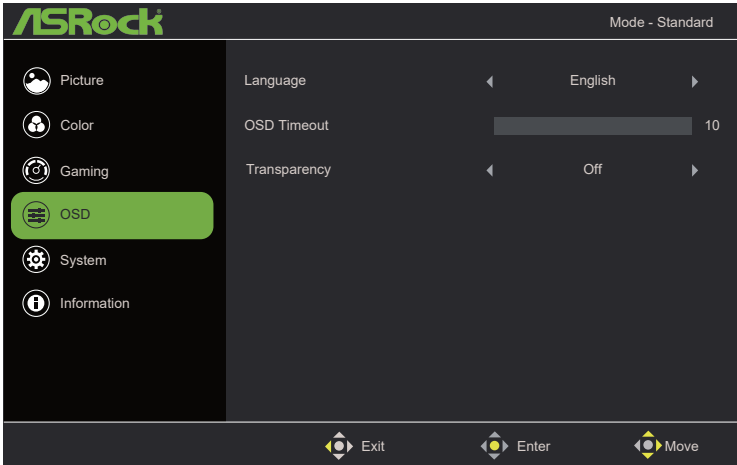 ASRock
Mode - Standard
Picture
Language English
Color
OSD Timeout 10
Gaming
Transparency Off
OSD
System
Information
Exit Enter Move